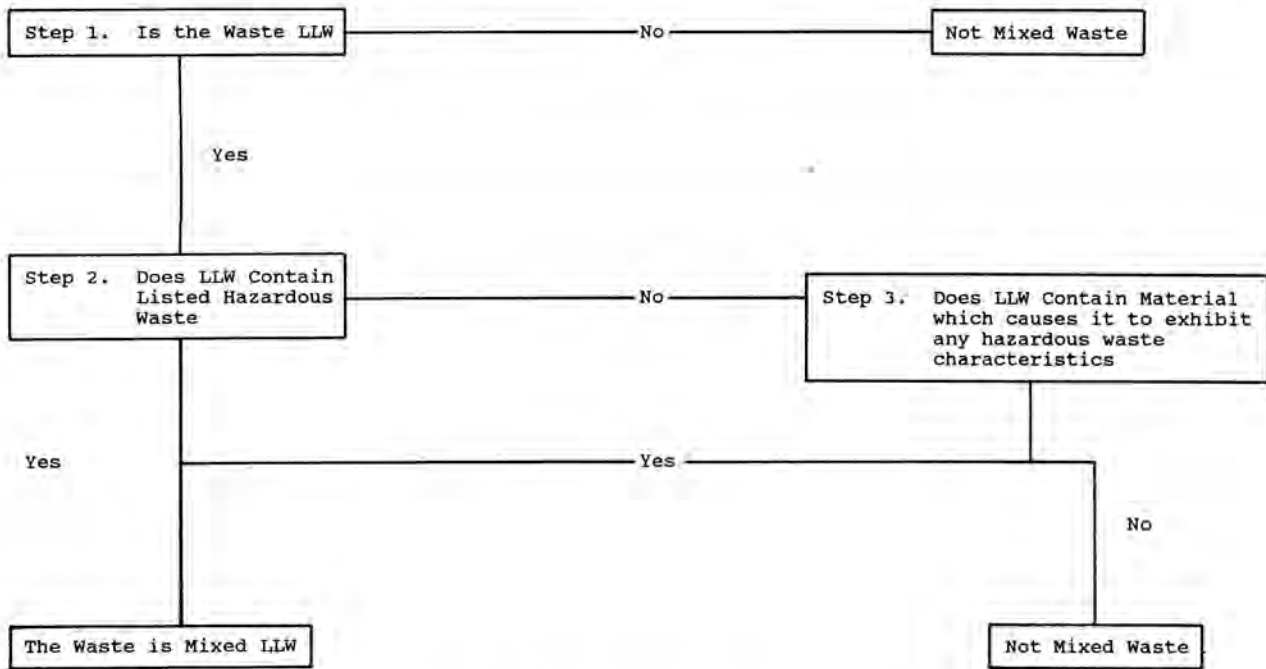 Step 1. Is the Waste LLW
No
Not Mixed Waste
Yes
Step 2. Does LLW Contain
Listed Hazardous
Waste
No
Step 3. Does LLW Contain Material
which causes it to exhibit
any hazardous waste
characteristics
Yes
Yes
No
The Waste is Mixed LLW
Not Mixed Waste